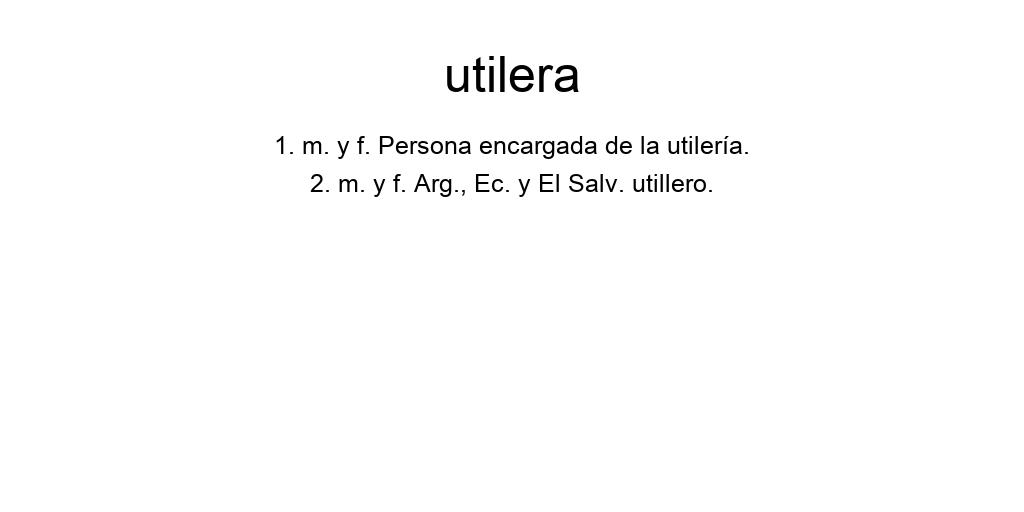 utilera
1. m. y f. Persona encargada de la utilería.
2. m. y f. Arg., Ec. y El Salv. utillero.